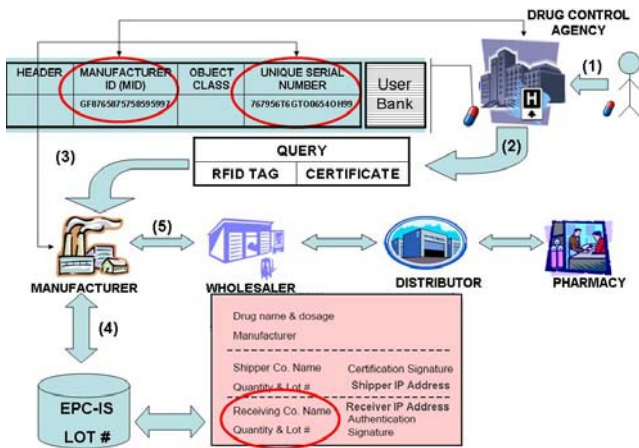 DRUG CONTROL
AGENCY
HEADER
MANUFACTURER
ID (MID)
OBJECT
CLASS
UNIQUE SERIAL
NUMBER
GF8765875758595997
767956T6GTO0654OH99
User
Bank
H
(1)
(2)
QUERY
RFID TAG
CERTIFICATE
(3)
(5)
MANUFACTURER
WHOLESALER
DISTRIBUTOR
PHARMACY
(4)
Drug name & dosage
Manufacturer
Shipper Co. Name
Certification Signature
Quantity & Lot #
Shipper IP Address
Receiving Co. Name
Receiver IP Address
Quantity & Lot #
Authentication
Signature
EPC-IS
LOT #